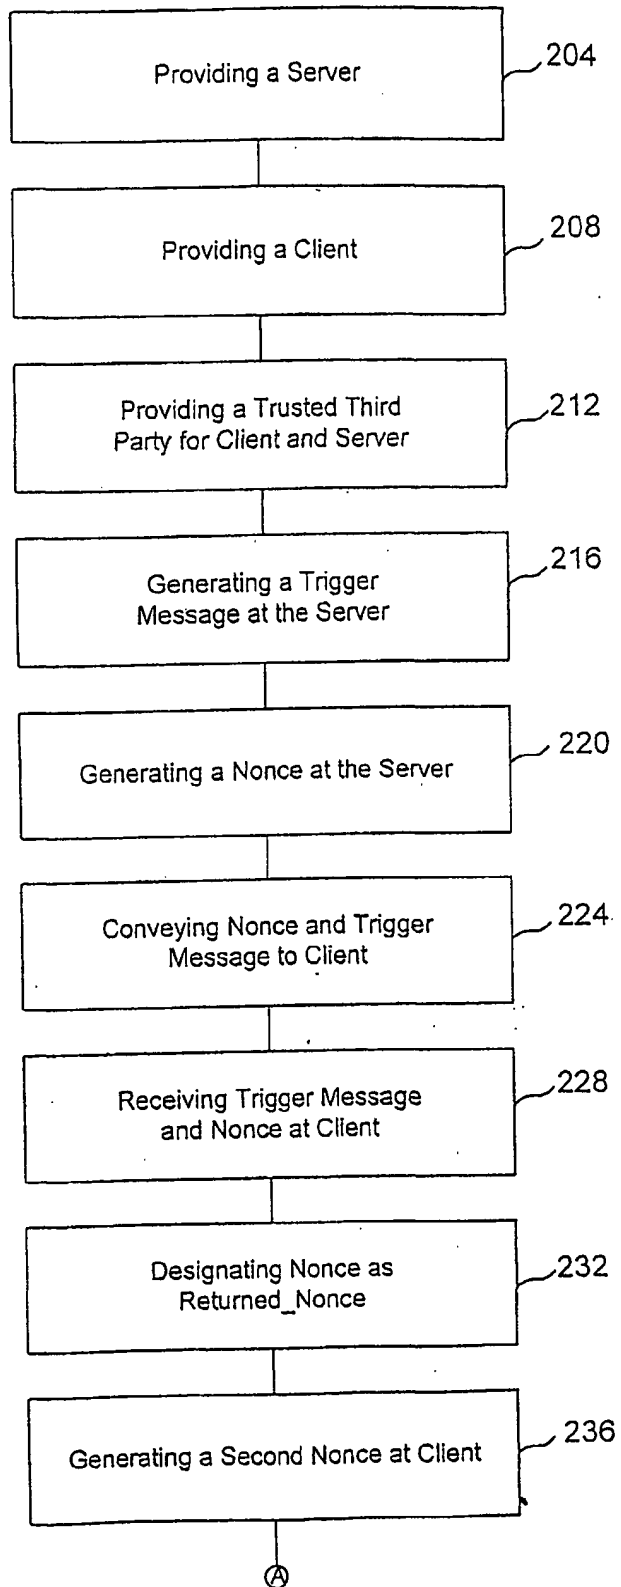 Providing a Server
204
Providing a Client
208
Providing a Trusted Third
Party for Client and Server
212
Generating a Trigger
Message at the Server
216
Generating a Nonce at the Server
220
Conveying Nonce and Trigger
Message to Client
224
Receiving Trigger Message
and Nonce at Client
228
Designating Nonce as
Returned_Nonce
232
Generating a Second Nonce at Client
236
A